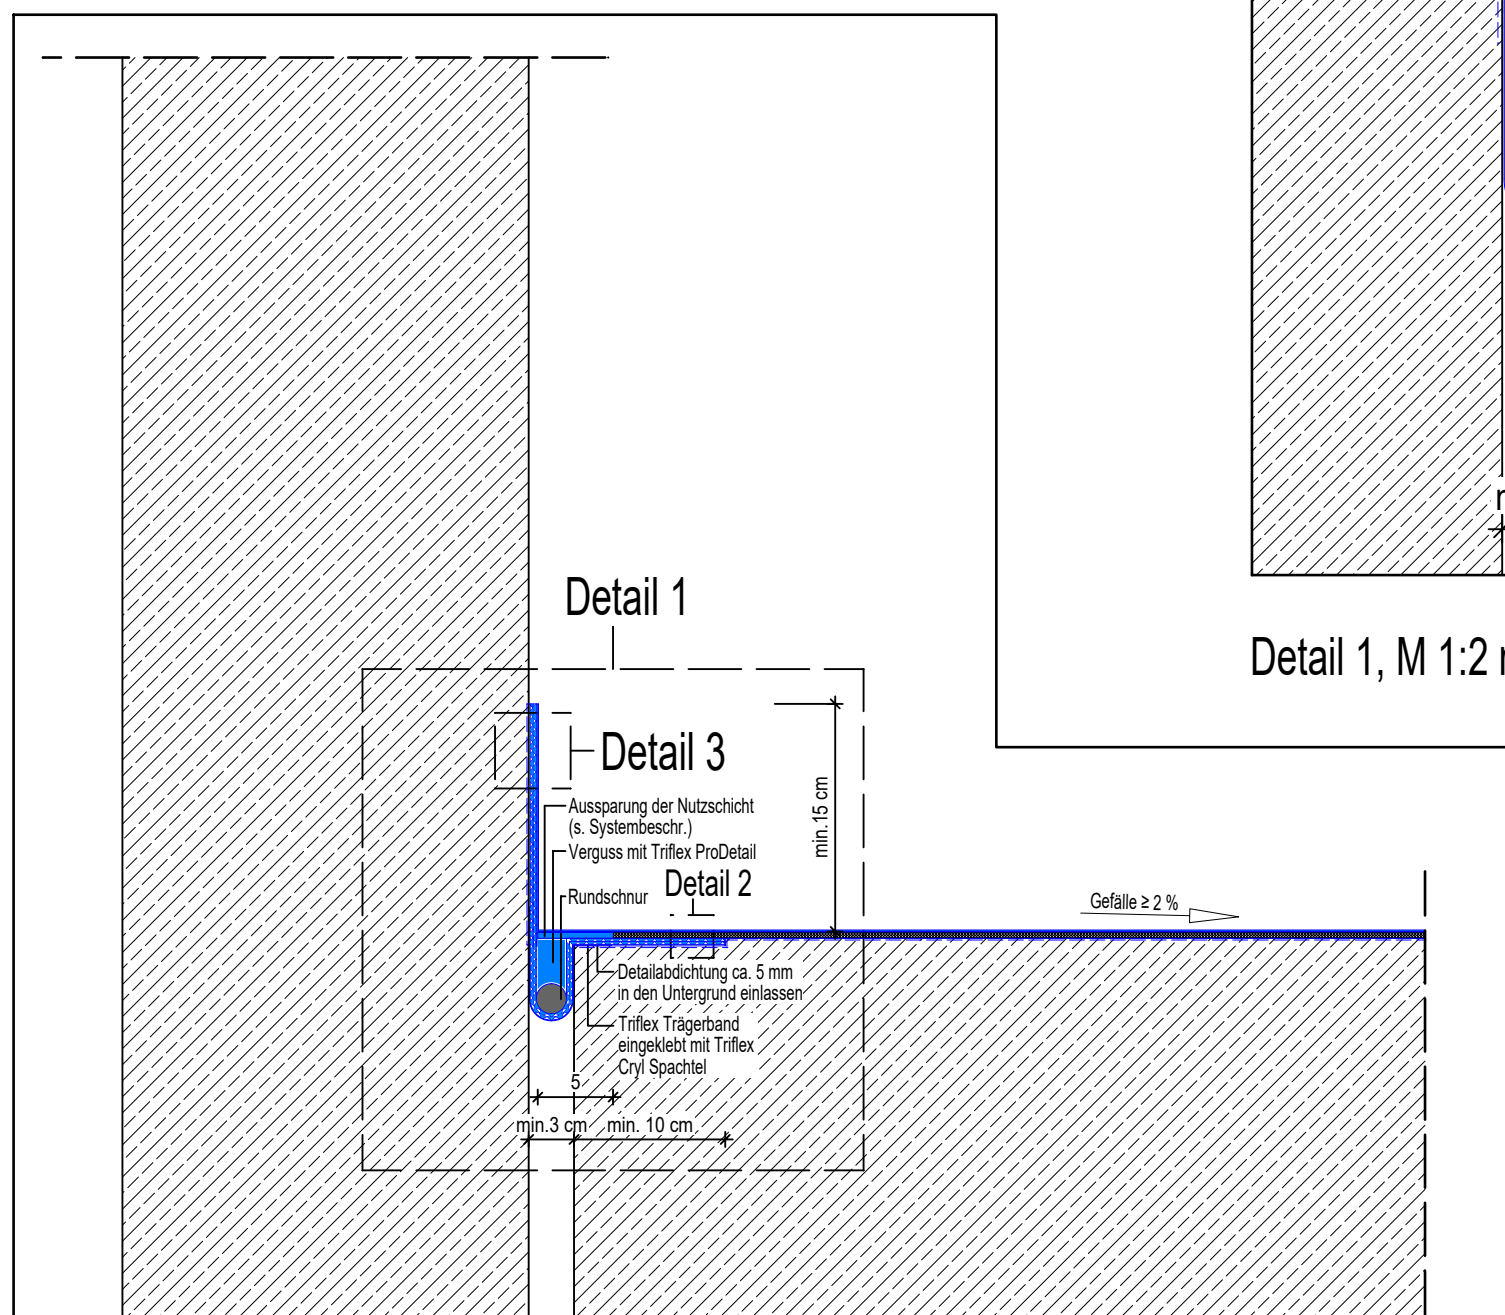 Detail 1
Detail 3
Aussparung der Nutzschicht
(s. Systembeschr.)
Verguss mit Triflex ProDetail
Detail 2
Rundschnur
min.15 cm
Gefälle ≥ 2 %
Detailabdichtung ca. 5 mm
in den Untergrund einlassen
Triflex Trägerband
eingeklebt mit Triflex
Cryl Spachtel
5
min.3 cm
min. 10 cm
Detail 1, M 1:2